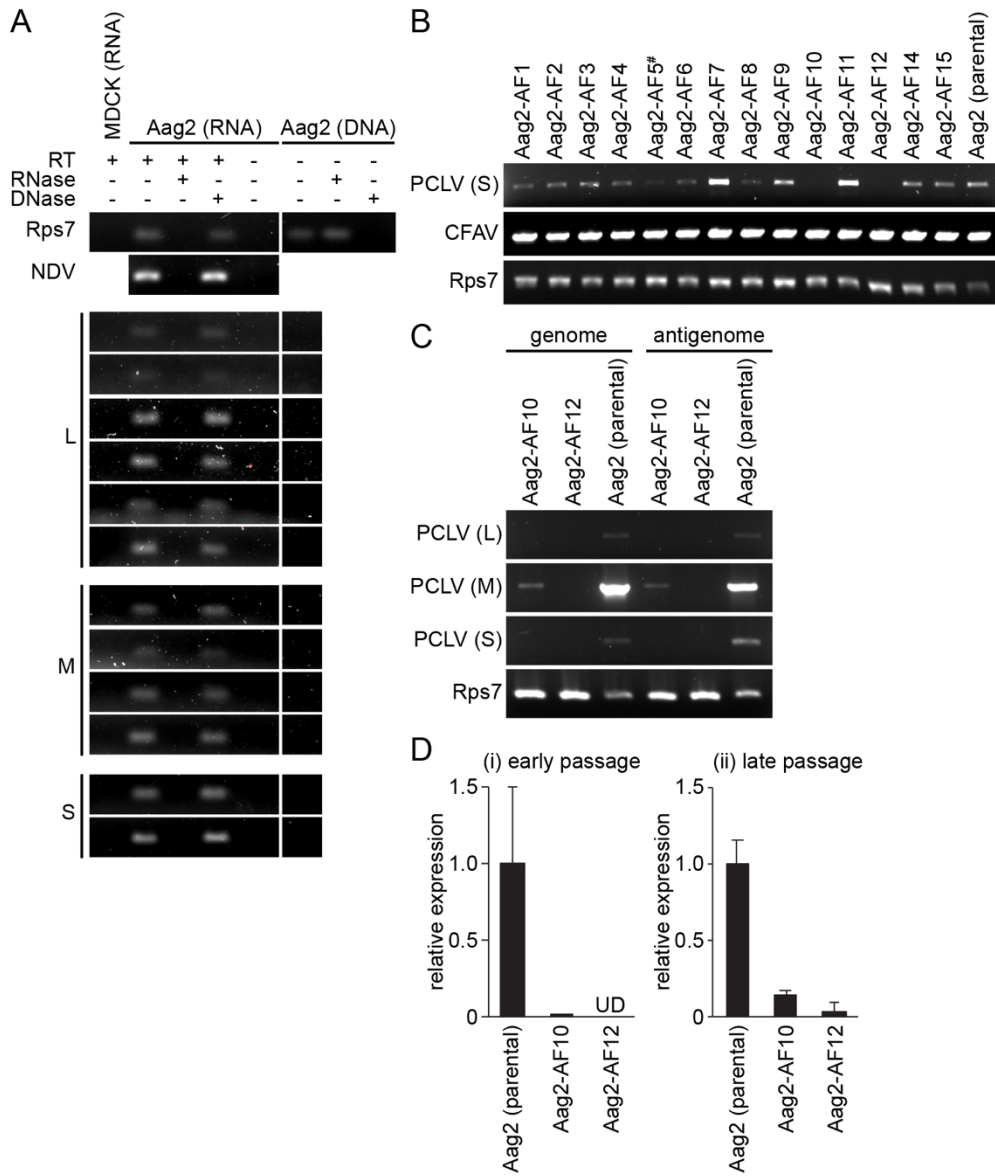 A
MDCK (RNA)
Aag2 (RNA)
Aag2 (DNA)
RT + + + + - - - -
RNase - - + - - - + -
DNase - - - + - - - +
Rps7
NDV
L
M
S
B
Aag2-AF1
Aag2-AF2
Aag2-AF3
Aag2-AF4
Aag2-AF5#
Aag2-AF6
Aag2-AF7
Aag2-AF8
Aag2-AF9
Aag2-AF10
Aag2-AF11
Aag2-AF12
Aag2-AF14
Aag2-AF15
Aag2 (parental)
PCLV (S)
CFAV
Rps7
C
genome
antigenome
Aag2-AF10
Aag2-AF12
Aag2 (parental)
Aag2-AF10
Aag2-AF12
Aag2 (parental)
PCLV (L)
PCLV (M)
PCLV (S)
Rps7
D
(i) early passage
relative expression
1.5
1.0
0.5
0
UD
Aag2 (parental)
Aag2-AF10
Aag2-AF12
(ii) late passage
relative expression
1.5
1.0
0.5
0
Aag2 (parental)
Aag2-AF10
Aag2-AF12